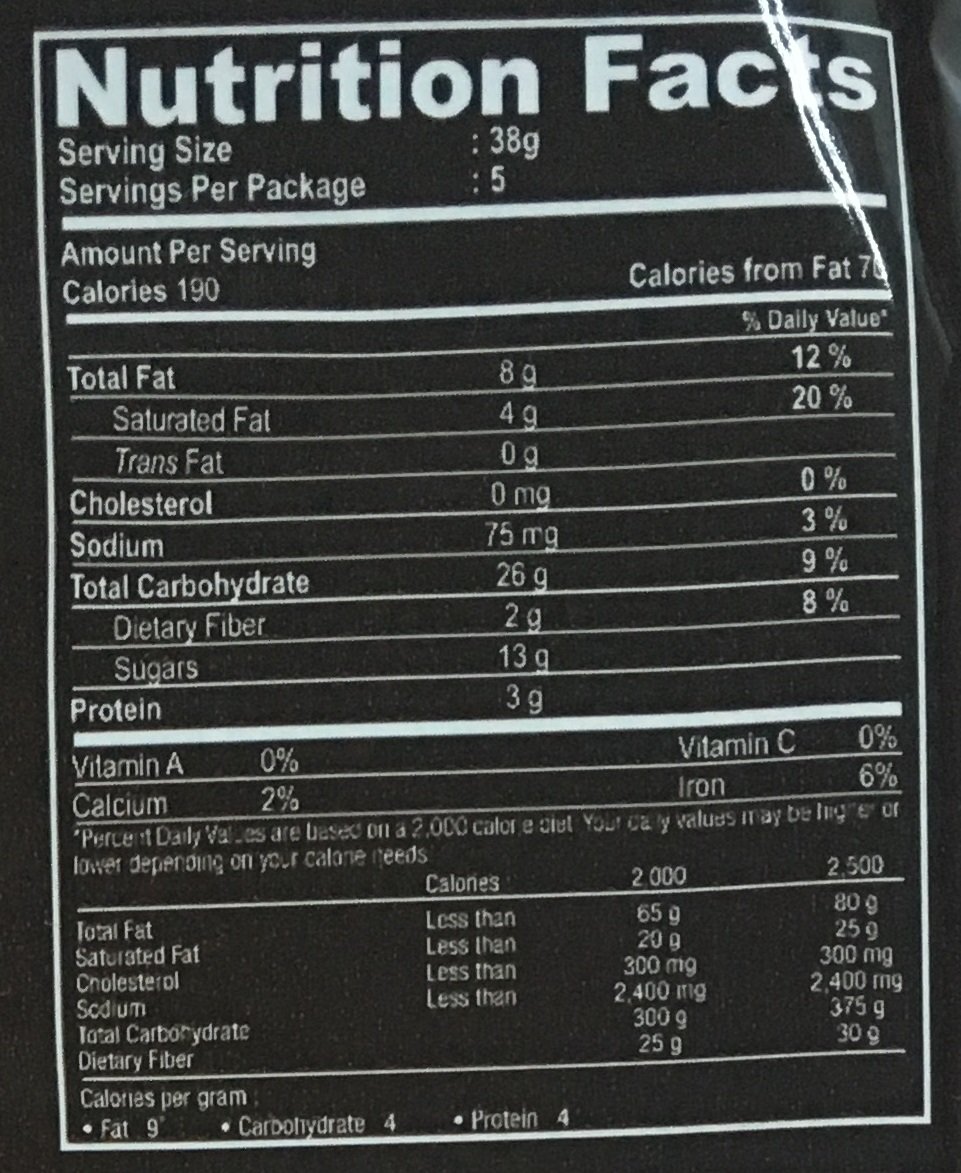 Nutrition Facts
Serving Size : 38g
Servings Per Package : 5
Amount Per Serving
Calories 190 Calories from Fat 70
% Daily Value*
Total Fat 8 g 12 %
Saturated Fat 4 g 20 %
Trans Fat 0 g
Cholesterol 0 mg 0 %
Sodium 75 mg 3 %
Total Carbohydrate 26 g 9 %
Dietary Fiber 2 g 8 %
Sugars 13 g
Protein 3 g
Vitamin A 0% Vitamin C 0%
Calcium 2% Iron 6%
*Percent Daily Values are based on a 2,000 calorie diet Your daily values may be higher or
lower depending on your calorie needs
Calories 2,000 2,500
Total Fat Less than 65 g 80 g
Saturated Fat Less than 20 g 25 g
Cholesterol Less than 300 mg 300 mg
Sodium Less than 2,400 mg 2,400 mg
Total Carbohydrate 300 g 375 g
Dietary Fiber 25 g 30 g
Calories per gram :
• Fat 9 • Carbohydrate 4 • Protein 4